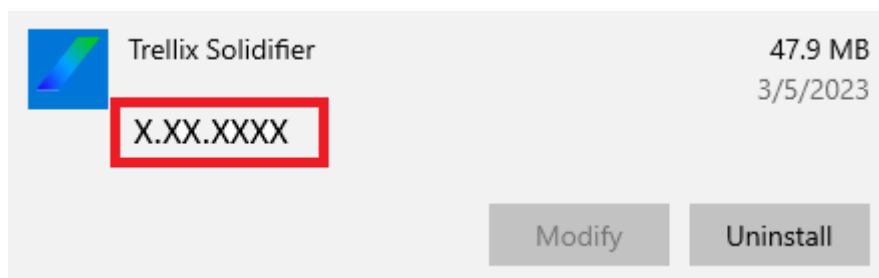 Trellix Solidifier 47.9 MB
3/5/2023
X.XX.XXXX
Modify Uninstall